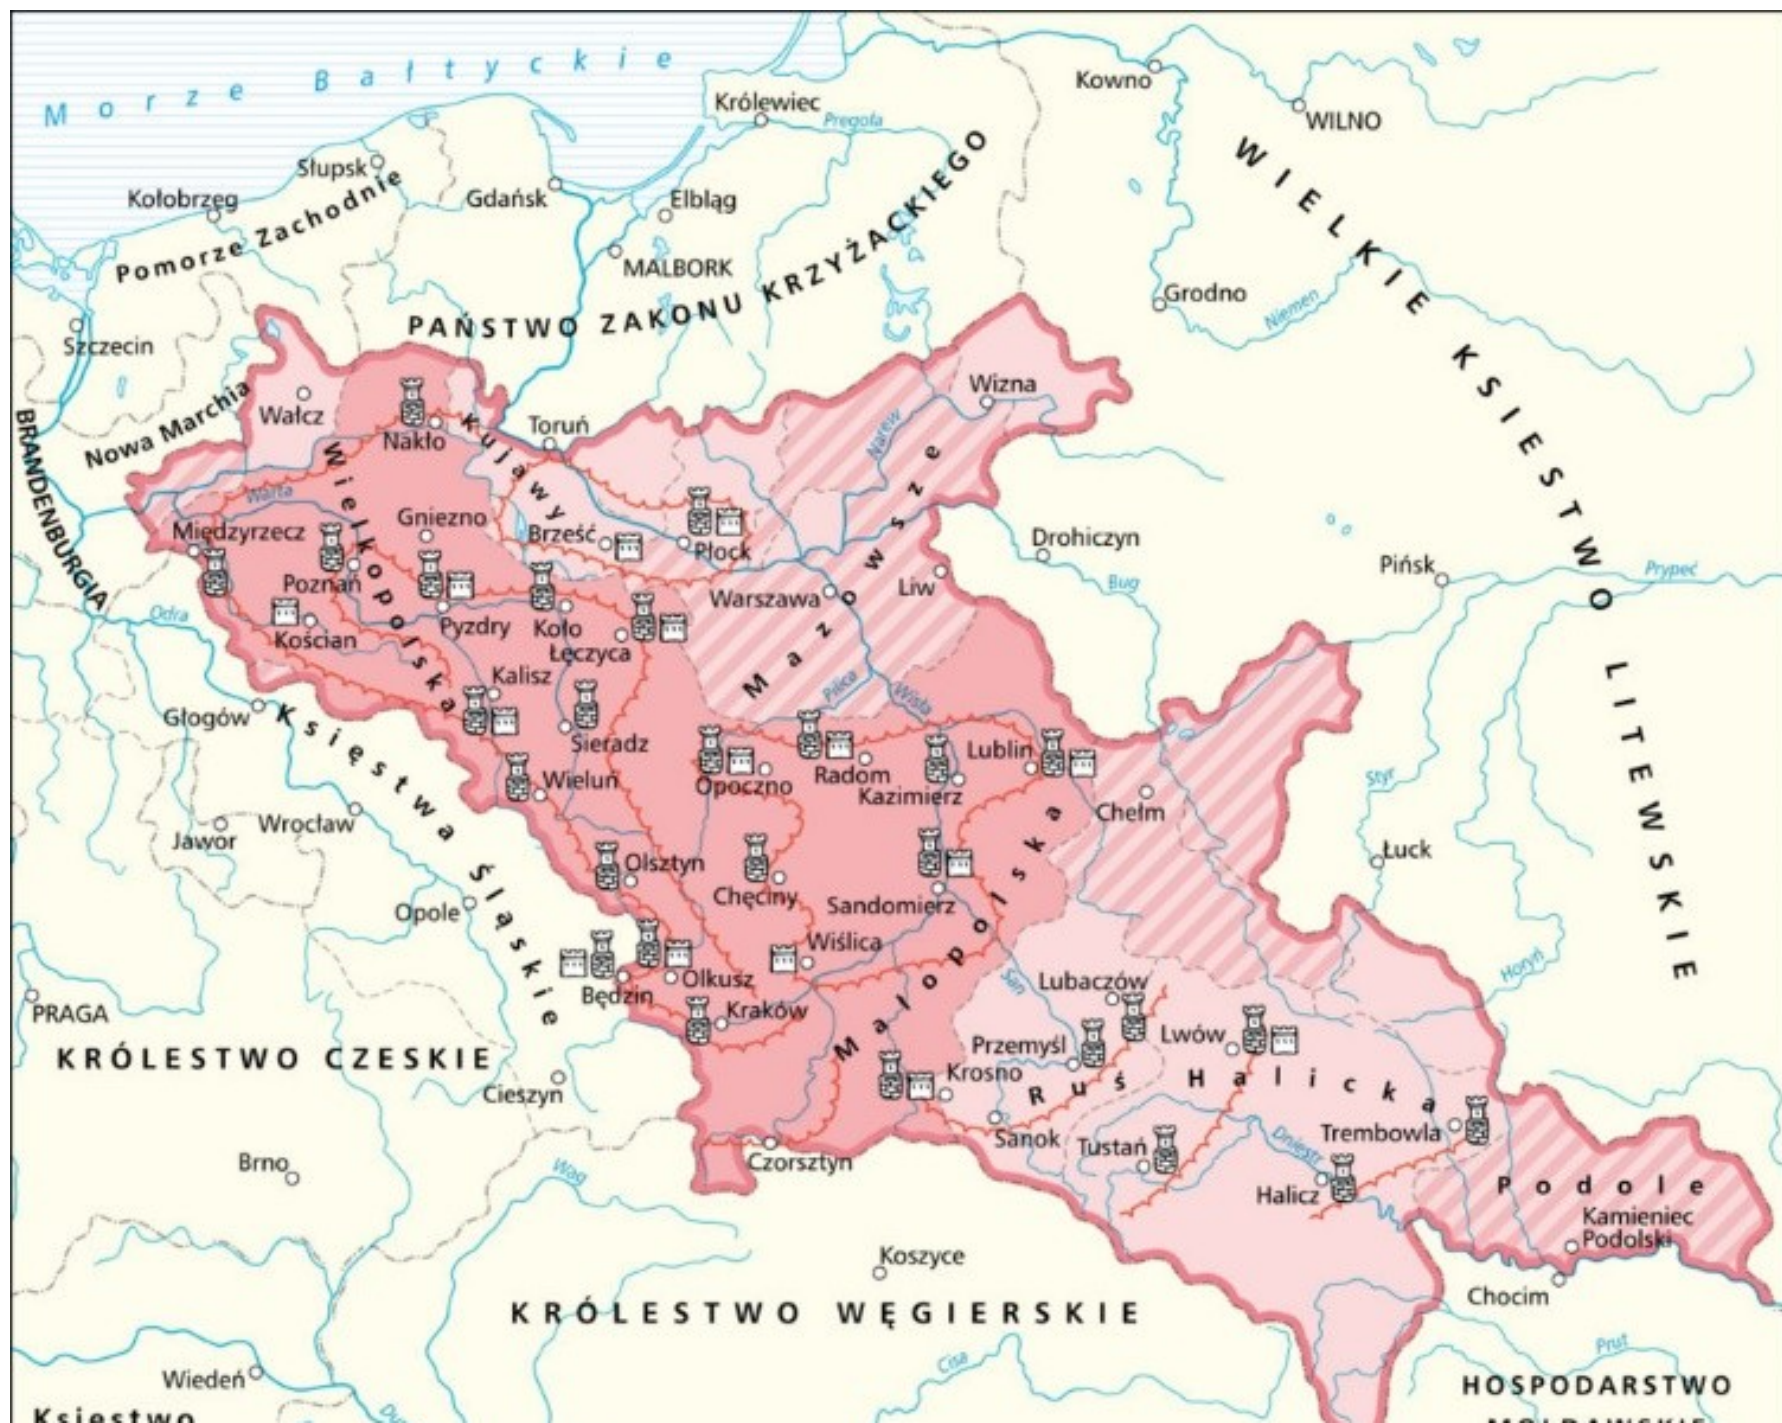 Morze Bałtyckie
Kowno
WILNO
Królewiec
Pregoła
Słupsk
Kołobrzeg
Gdańsk
Elbląg
Pomorze Zachodnie
MALBORK
PAŃSTWO ZAKONU KRZYŻACKIEGO
WIELKIE KSIESTWO LITEWSKIE
Grodno
Niemen
Szczecin
Nowa Marchia
BRANDENBURGIA
Wałcz
Nakło
Toruń
Wizna
Narew
Kujawy
Wielkopolska
Warta
Międzyrzecz
Gniezno
Brześć
Płock
Mazowsze
Drohiczyn
Bug
Pińsk
Prypeć
Poznań
Warszawa
Liw
Odra
Kościan
Pyzdry
Koło
Łęczyca
Kalisz
Pilica
Wisła
Głogów
Księstwa Śląskie
Sieradz
Wieluń
Opoczno
Radom
Kazimierz
Lublin
Chełm
Styr
Jawor
Wrocław
Łuck
Olsztyn
Chęciny
Sandomierz
Małopolska
Opole
Wiślica
Horyń
Olkusz
Będzin
Kraków
San
Lubaczów
PRAGA
KRÓLESTWO CZESKIE
Przemyśl
Lwów
Krosno
Ruś Halicka
Cieszyn
Sanok
Tustań
Dniestr
Trembowla
Czorsztyn
Brno
Wag
Halicz
Podole
Kamieniec
Podolski
Koszyce
Chocim
KRÓLESTWO WĘGIERSKIE
Prut
Cisa
Wiedeń
HOSPODARSTWO
MOŁDAWSKIE
Księstwo